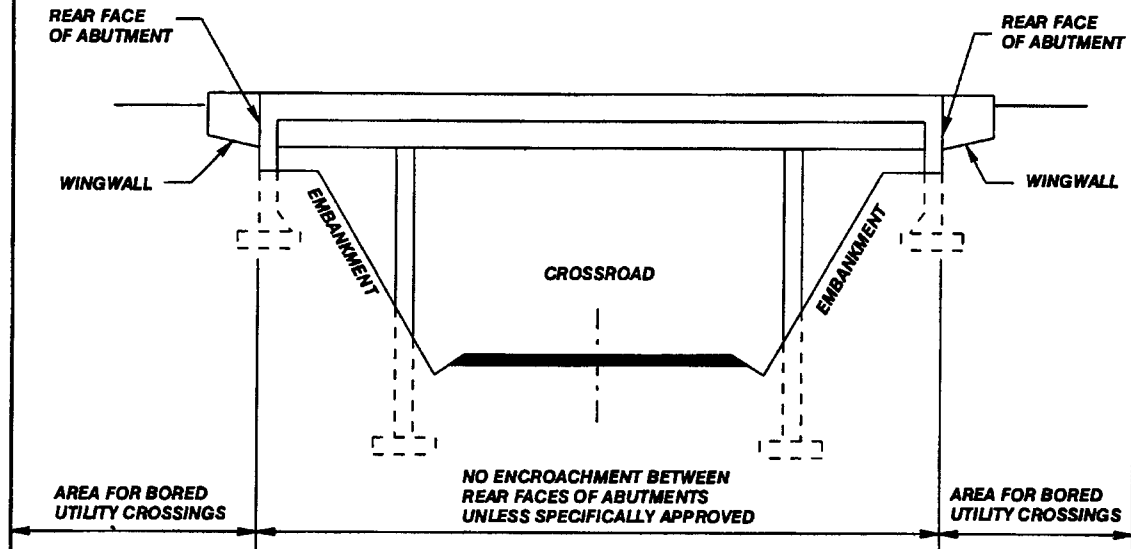 REAR FACE
OF ABUTMENT
REAR FACE
OF ABUTMENT
WINGWALL
WINGWALL
EMBANKMENT
EMBANKMENT
CROSSROAD
AREA FOR BORED
UTILITY CROSSINGS
NO ENCROACHMENT BETWEEN
REAR FACES OF ABUTMENTS
UNLESS SPECIFICALLY APPROVED
AREA FOR BORED
UTILITY CROSSINGS